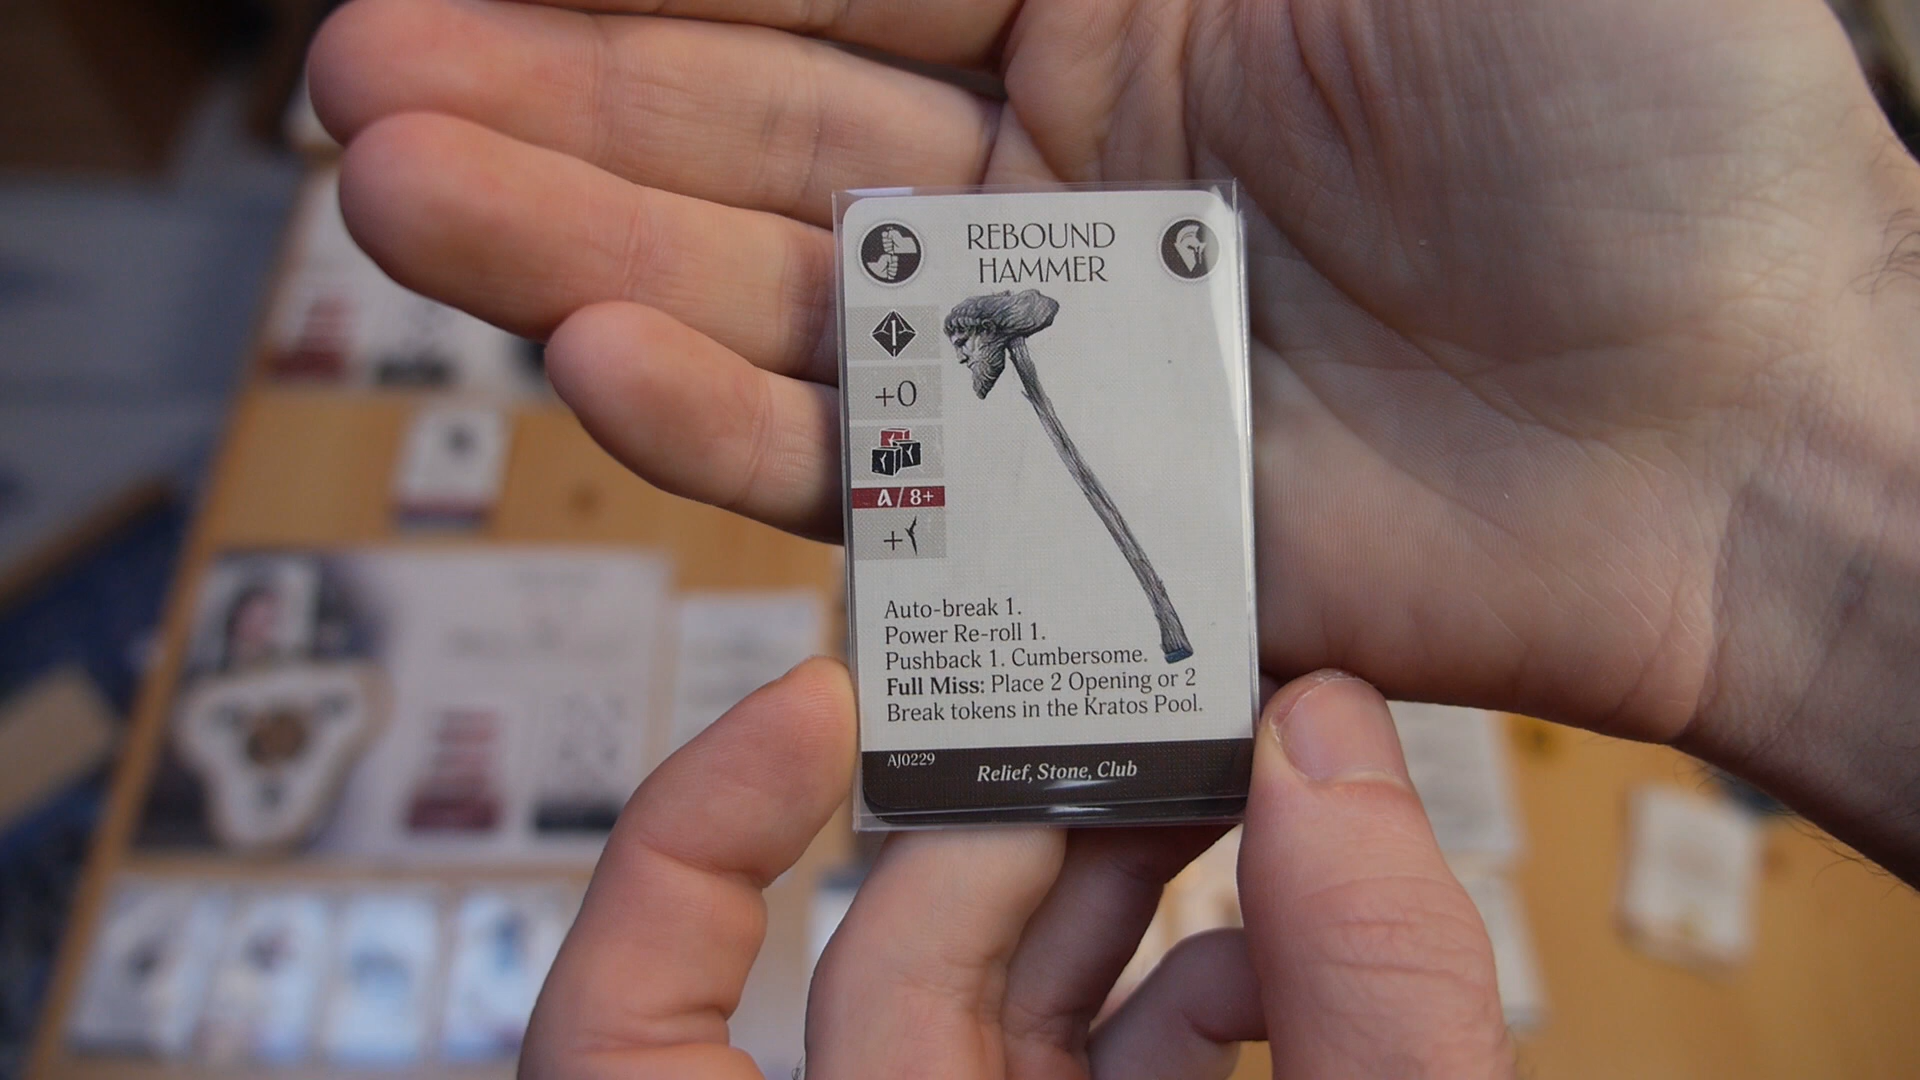 REBOUND
HAMMER
+0
A/8+
+
Auto-break 1.
Power Re-roll 1.
Pushback 1. Cumbersome.
Full Miss: Place 2 Opening or 2
Break tokens in the Kratos Pool.
AJ0229
Relief, Stone, Club